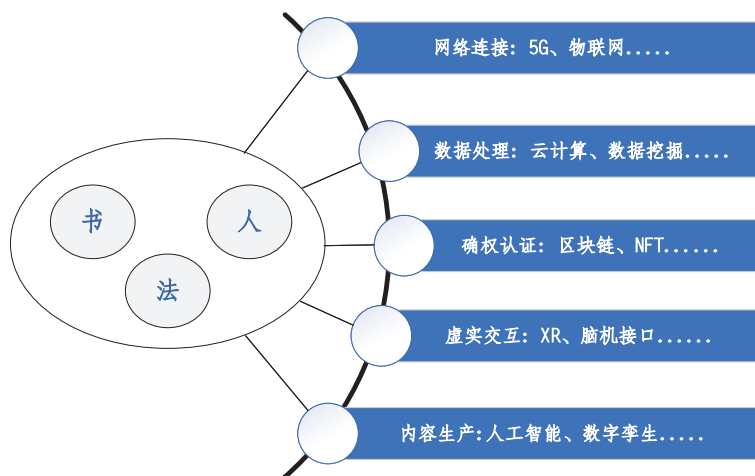 网络连接: 5G、物联网.....
数据处理: 云计算、数据挖掘.....
书 人
确权认证: 区块链、NFT......
法
虚实交互: XR、脑机接口......
内容生产:人工智能、数字孪生.....